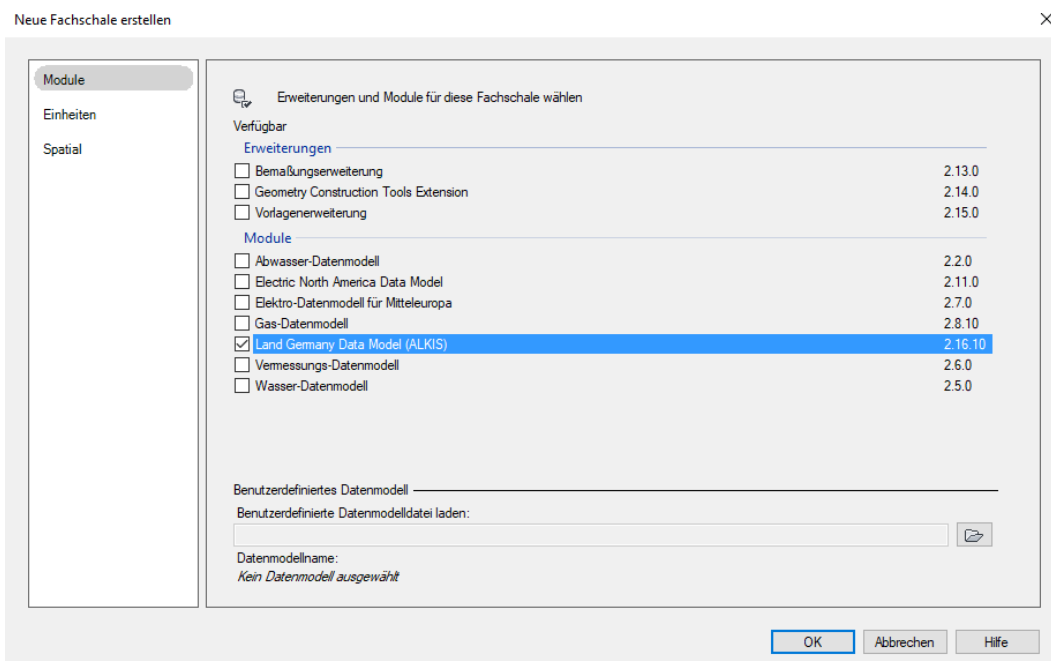 Neue Fachschale erstellen
Module
Einheiten
Spatial
Erweiterungen und Module für diese Fachschale wählen
Verfügbar
Erweiterungen
Bemaßungserweiterung 2.13.0
Geometry Construction Tools Extension 2.14.0
Vorlagenerweiterung 2.15.0
Module
Abwasser-Datenmodell 2.2.0
Electric North America Data Model 2.11.0
Elektro-Datenmodell für Mitteleuropa 2.7.0
Gas-Datenmodell 2.8.10
Land Germany Data Model (ALKIS) 2.16.10
Vermessungs-Datenmodell 2.6.0
Wasser-Datenmodell 2.5.0
Benutzerdefiniertes Datenmodell
Benutzerdefinierte Datenmodelldatei laden:
Datenmodellname:
Kein Datenmodell ausgewählt
OK Abbrechen Hilfe